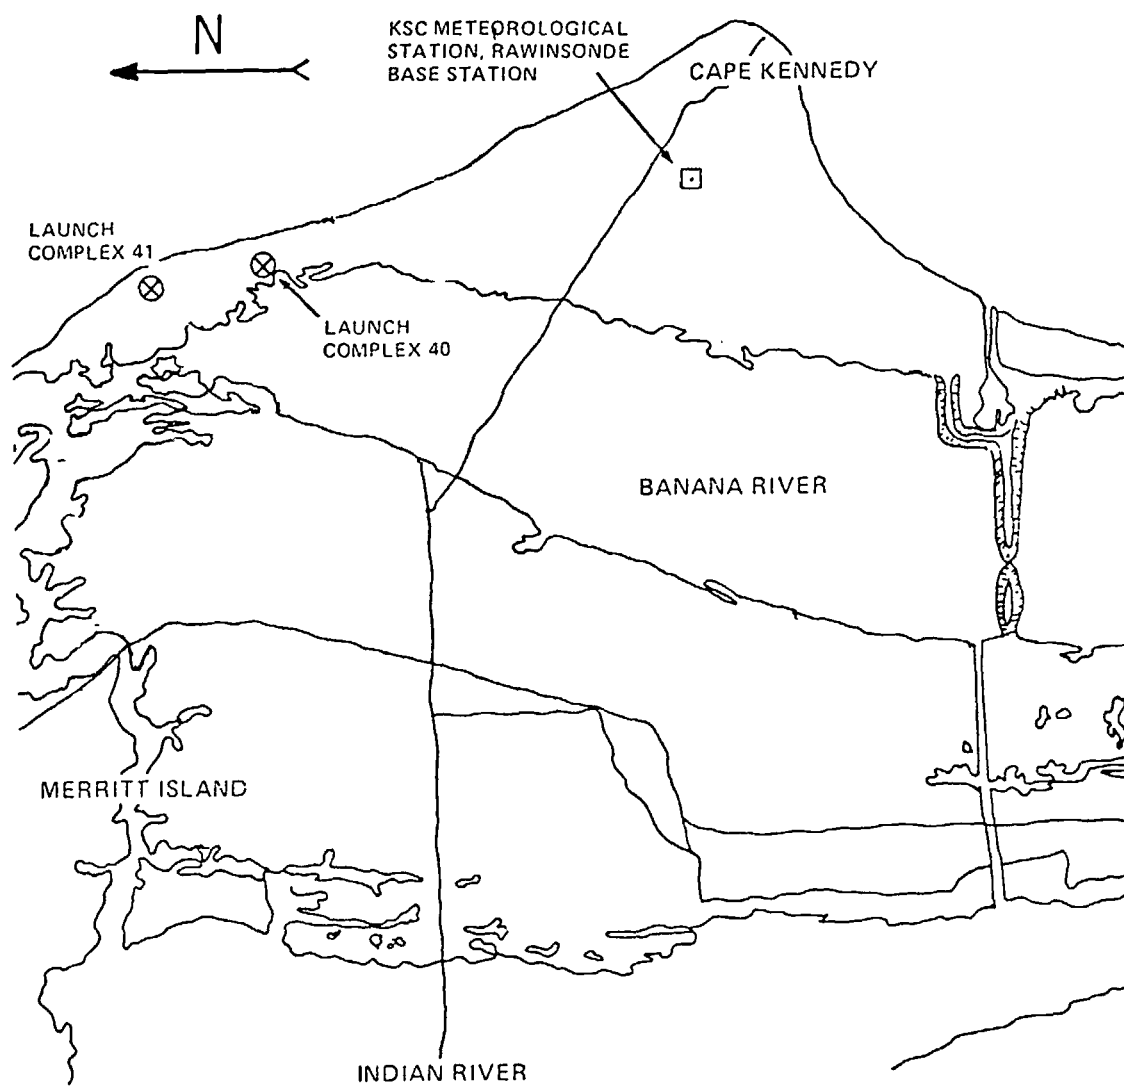 N
KSC METEOROLOGICAL
STATION, RAWINSONDE
BASE STATION
CAPE KENNEDY
LAUNCH
COMPLEX 41
LAUNCH
COMPLEX 40
BANANA RIVER
MERRITT ISLAND
INDIAN RIVER